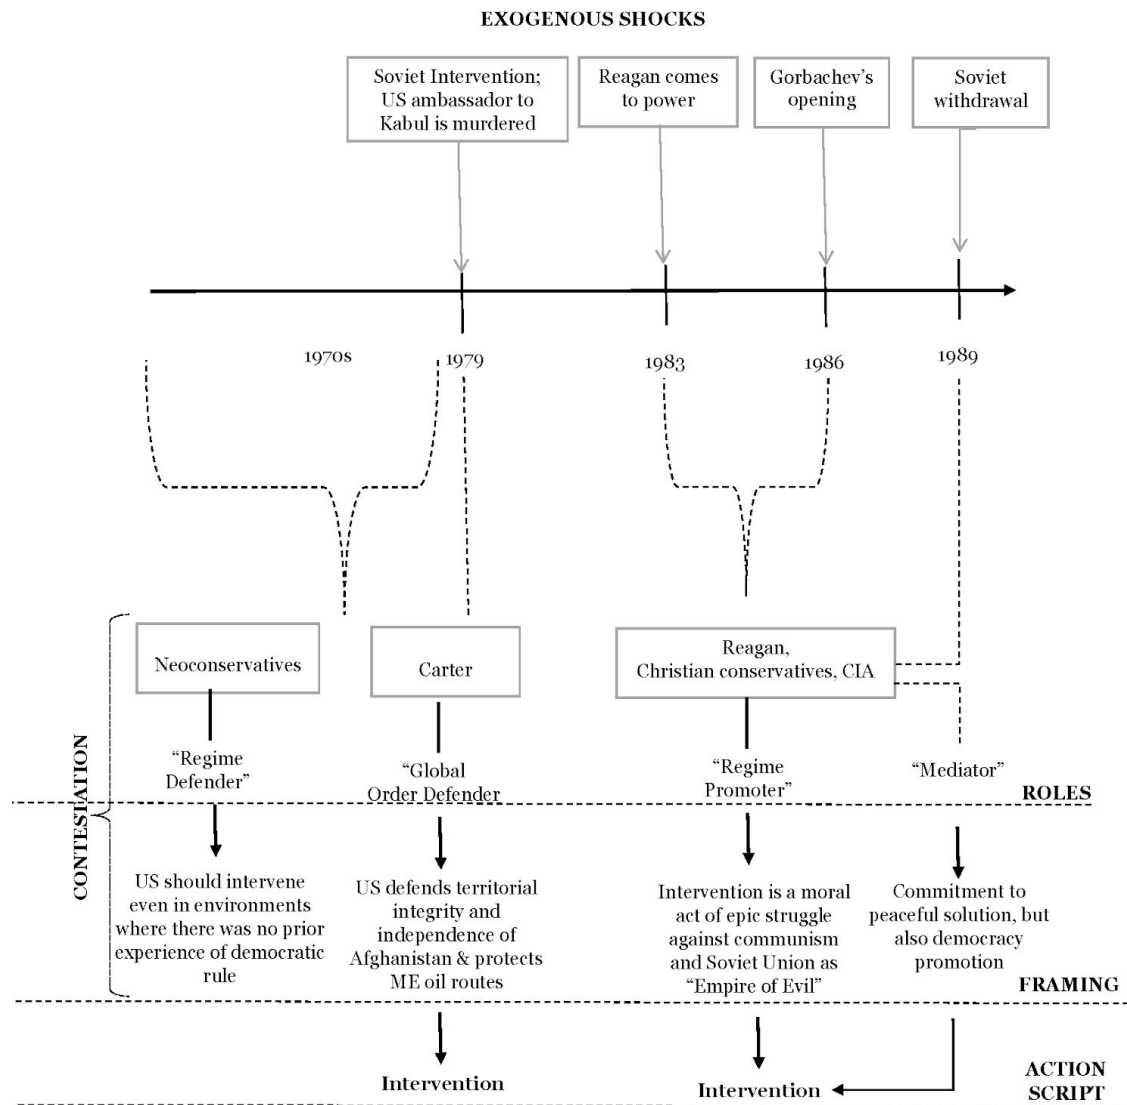 EXOGENOUS SHOCKS
Soviet Intervention;
US ambassador to
Kabul is murdered
Reagan comes
to power
Gorbachev’s
opening
Soviet
withdrawal
1970s
1979
1983
1986
1989
CONTESTATION
Neoconservatives
Carter
Reagan,
Christian conservatives, CIA
“Regime
Defender”
“Global
Order Defender
“Regime
Promoter”
“Mediator”
ROLES
US should intervene
even in environments
where there was no prior
experience of democratic
rule
US defends territorial
integrity and
independence of
Afghanistan & protects
ME oil routes
Intervention is a moral
act of epic struggle
against communism
and Soviet Union as
“Empire of Evil”
Commitment to
peaceful solution, but
also democracy
promotion
FRAMING
Intervention
Intervention
ACTION
SCRIPT